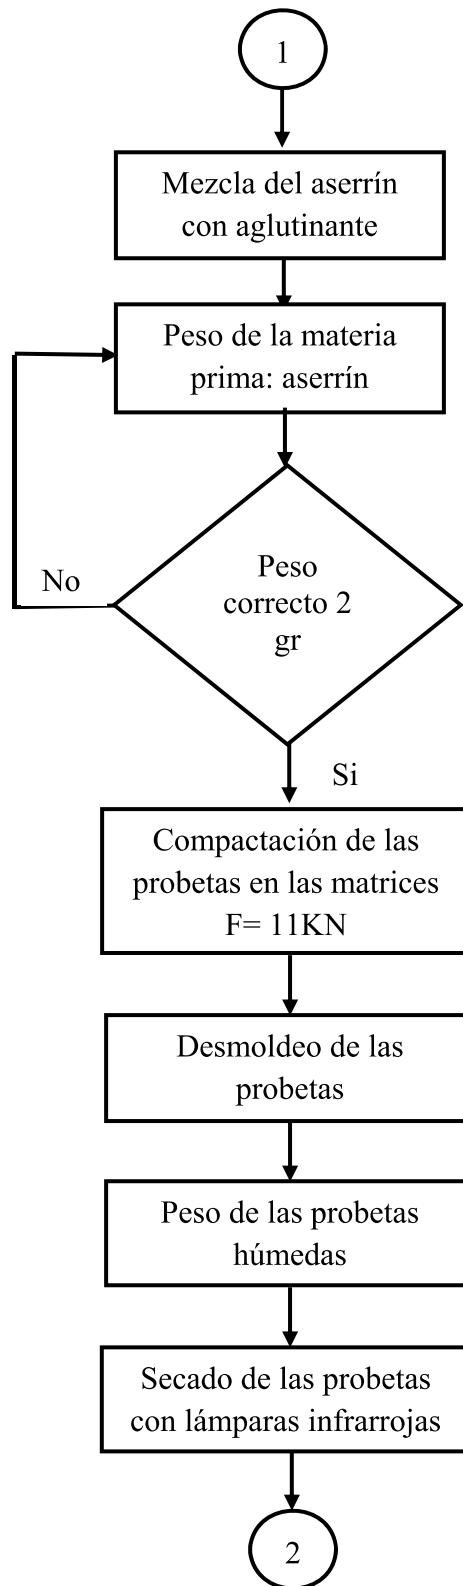 1
Mezcla del aserrín
con aglutinante
Peso de la materia
prima: aserrín
Peso
correcto 2
gr
No
Si
Compactación de las
probetas en las matrices
F= 11KN
Desmoldeo de las
probetas
Peso de las probetas
húmedas
Secado de las probetas
con lámparas infrarrojas
2